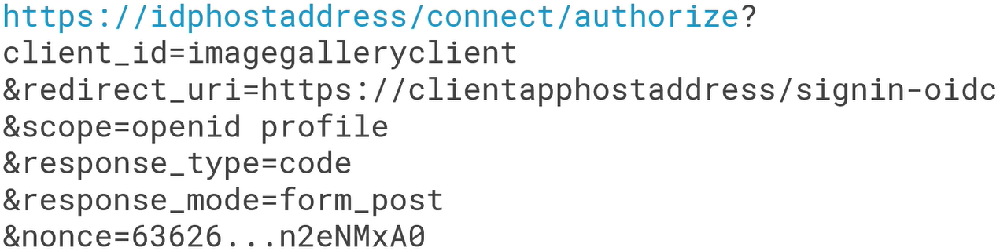 https://idphostaddress/connect/authorize?
client_id=imagegalleryclient
&redirect_uri=https://clientapphostaddress/signin-oidc
&scope=openid profile
&response_type=code
&response_mode=form_post
&nonce=63626...n2eNMxA0